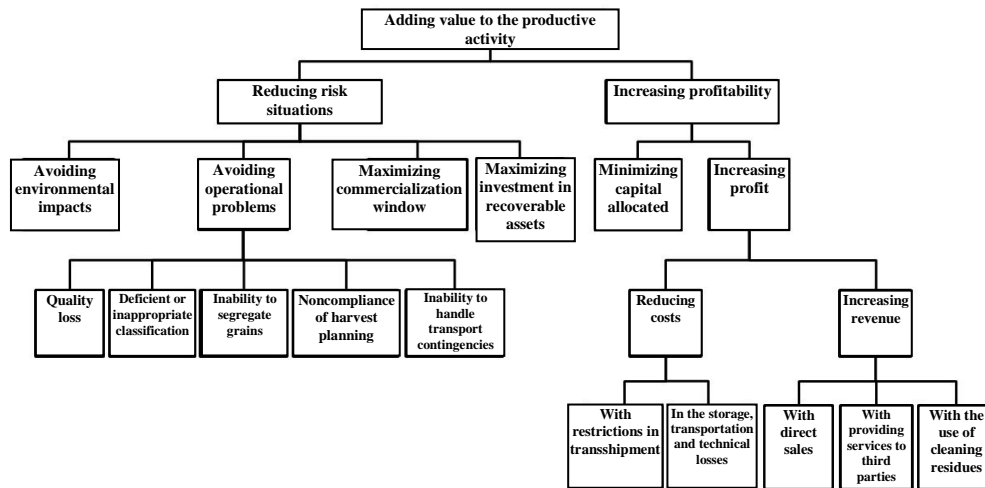 Adding value to the productive
activity
Reducing risk
situations
Increasing profitability
Avoiding
environmental
impacts
Avoiding
operational
problems
Maximizing
commercialization
window
Maximizing
investment in
recoverable
assets
Minimizing
capital
allocated
Increasing
profit
Quality
loss
Deficient or
inappropriate
classification
Inability to
segregate
grains
Noncompliance
of harvest
planning
Inability to
handle
transport
contingencies
Reducing
costs
Increasing
revenue
With
restrictions in
transshipment
In the storage,
transportation
and technical
losses
With
direct
sales
With
providing
services to
third
parties
With the
use of
cleaning
residues